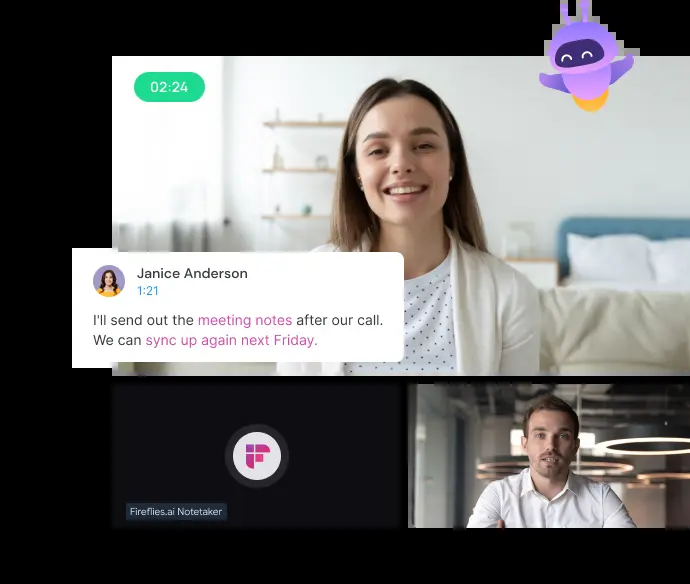 02:24
Janice Anderson
1:21
I'll send out the meeting notes after our call.
We can sync up again next Friday.
Fireflies.ai Notetaker